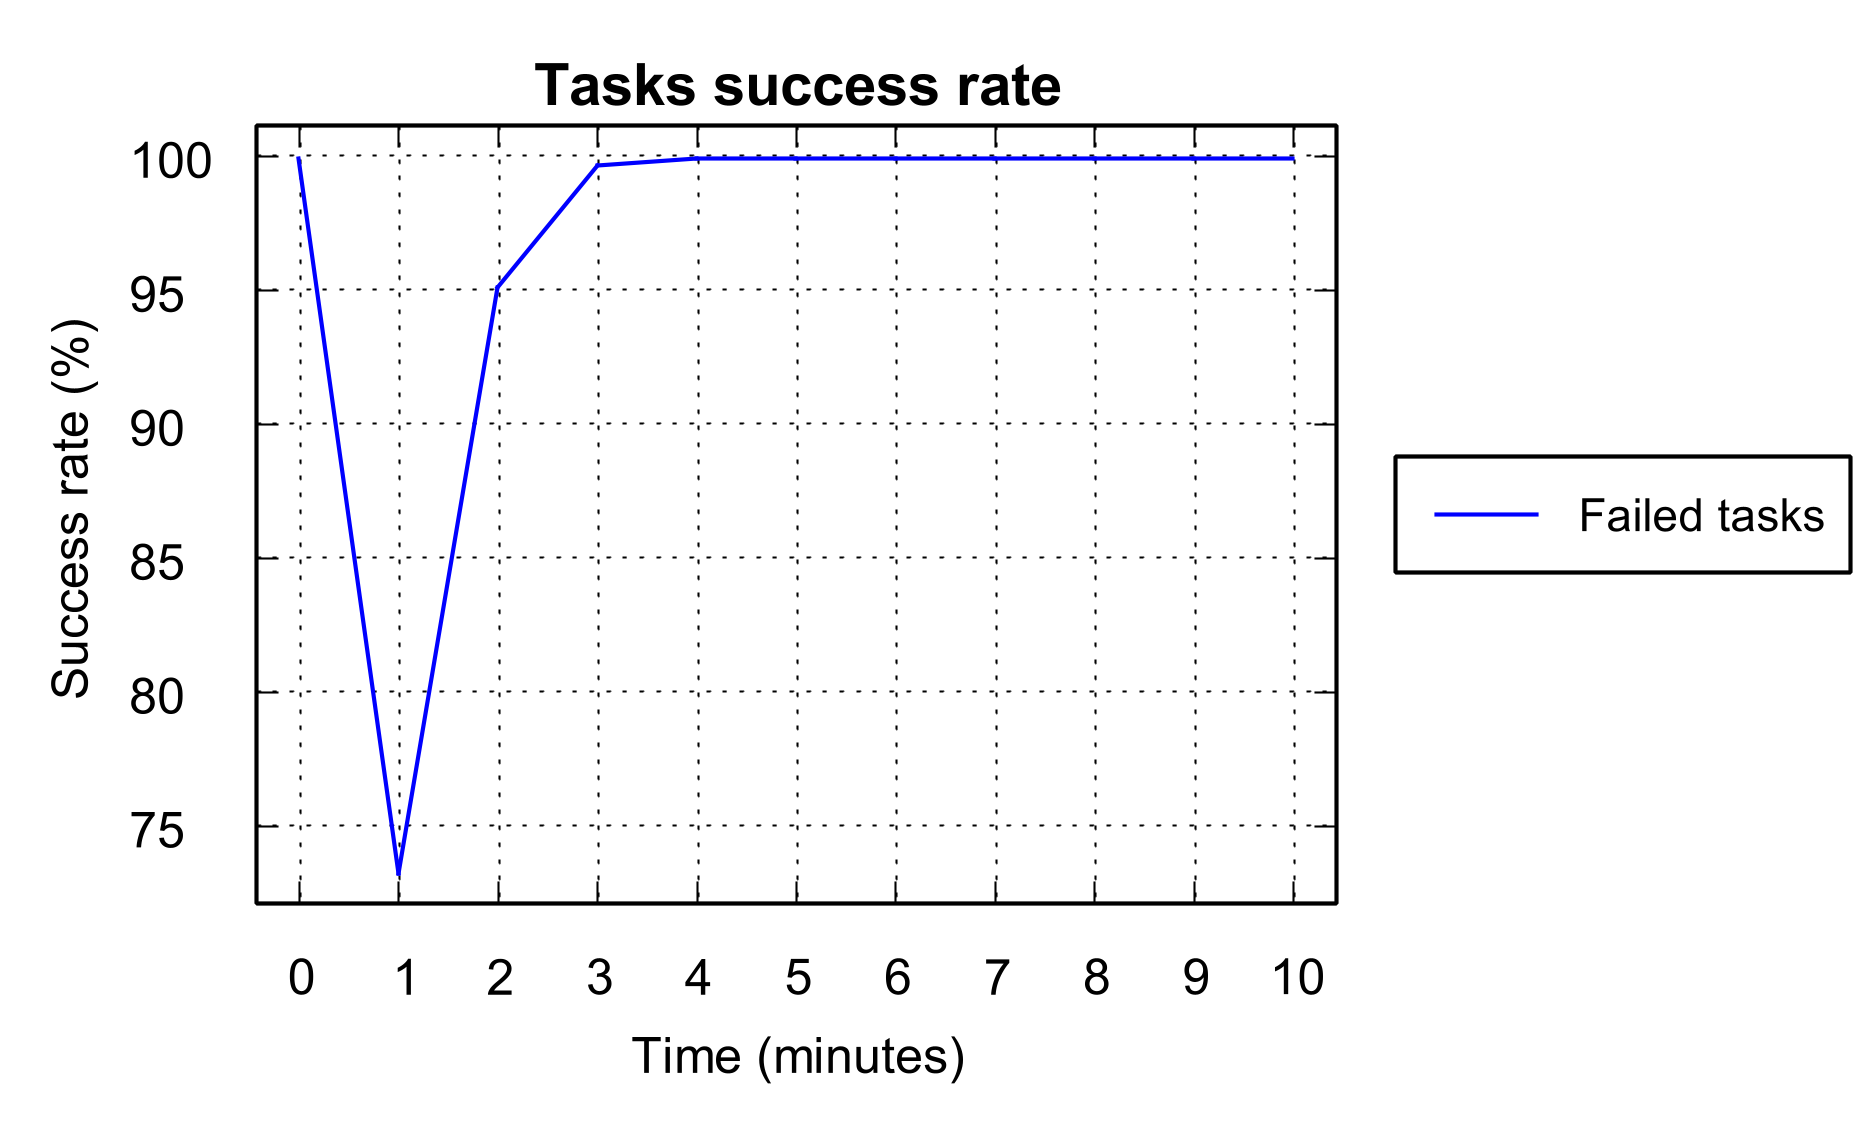 Tasks success rate
100
95
90
85
80
75
Success rate (%)
0 1 2 3 4 5 6 7 8 9 10
Time (minutes)
Failed tasks